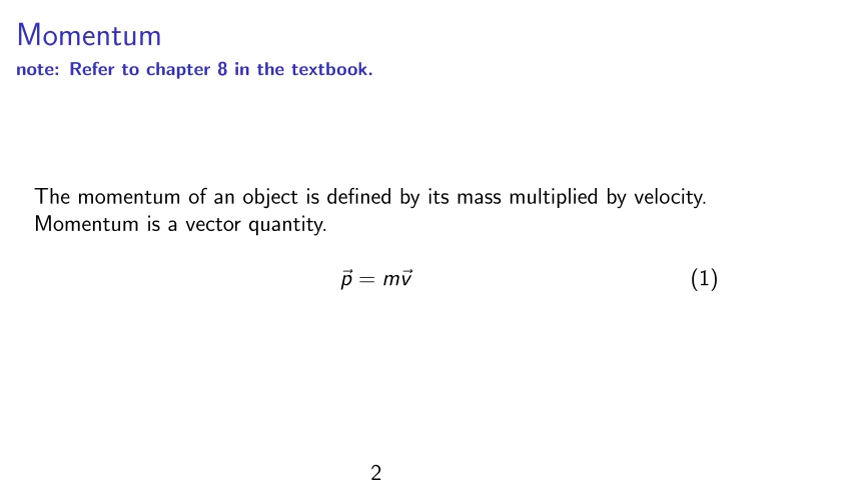 Momentum
note: Refer to chapter 8 in the textbook.
The momentum of an object is defined by its mass multiplied by velocity.
Momentum is a vector quantity.
p⃗ = mv⃗ (1)
2